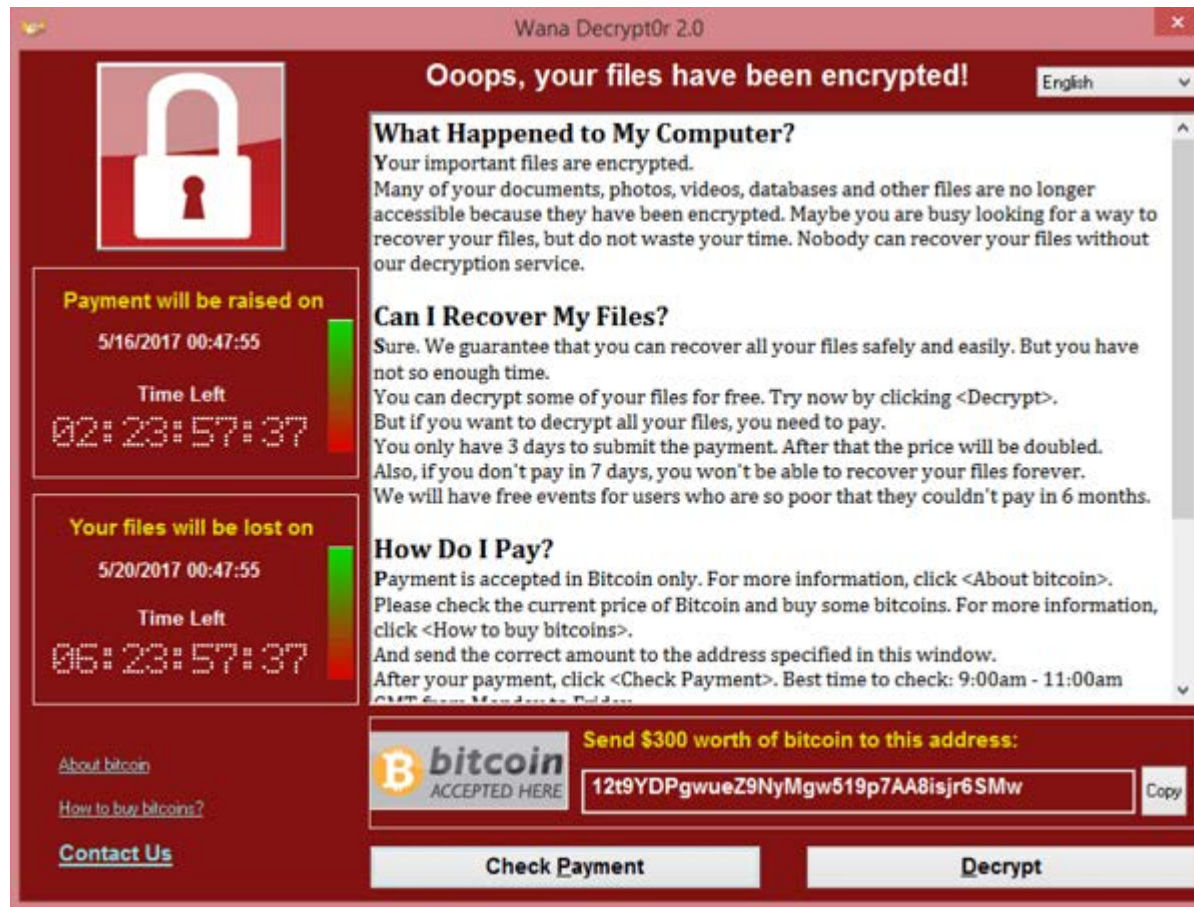 Wana Decrypt0r 2.0
Ooops, your files have been encrypted!
English
What Happened to My Computer?
Your important files are encrypted.
Many of your documents, photos, videos, databases and other files are no longer
accessible because they have been encrypted. Maybe you are busy looking for a way to
recover your files, but do not waste your time. Nobody can recover your files without
our decryption service.
Can I Recover My Files?
Sure. We guarantee that you can recover all your files safely and easily. But you have
not so enough time.
You can decrypt some of your files for free. Try now by clicking <Decrypt>.
But if you want to decrypt all your files, you need to pay.
You only have 3 days to submit the payment. After that the price will be doubled.
Also, if you don't pay in 7 days, you won't be able to recover your files forever.
We will have free events for users who are so poor that they couldn't pay in 6 months.
How Do I Pay?
Payment is accepted in Bitcoin only. For more information, click <About bitcoin>.
Please check the current price of Bitcoin and buy some bitcoins. For more information,
click <How to buy bitcoins>.
And send the correct amount to the address specified in this window.
After your payment, click <Check Payment>. Best time to check: 9:00am - 11:00am
GMT from Monday to Friday.
Payment will be raised on
5/16/2017 00:47:55
Time Left
02:23:57:37
Your files will be lost on
5/20/2017 00:47:55
Time Left
06:23:57:37
About bitcoin
How to buy bitcoins?
Contact Us
bitcoin
ACCEPTED HERE
Send $300 worth of bitcoin to this address:
12t9YDPgwueZ9NyMgw519p7AA8isjr6SMw
Copy
Check Payment
Decrypt